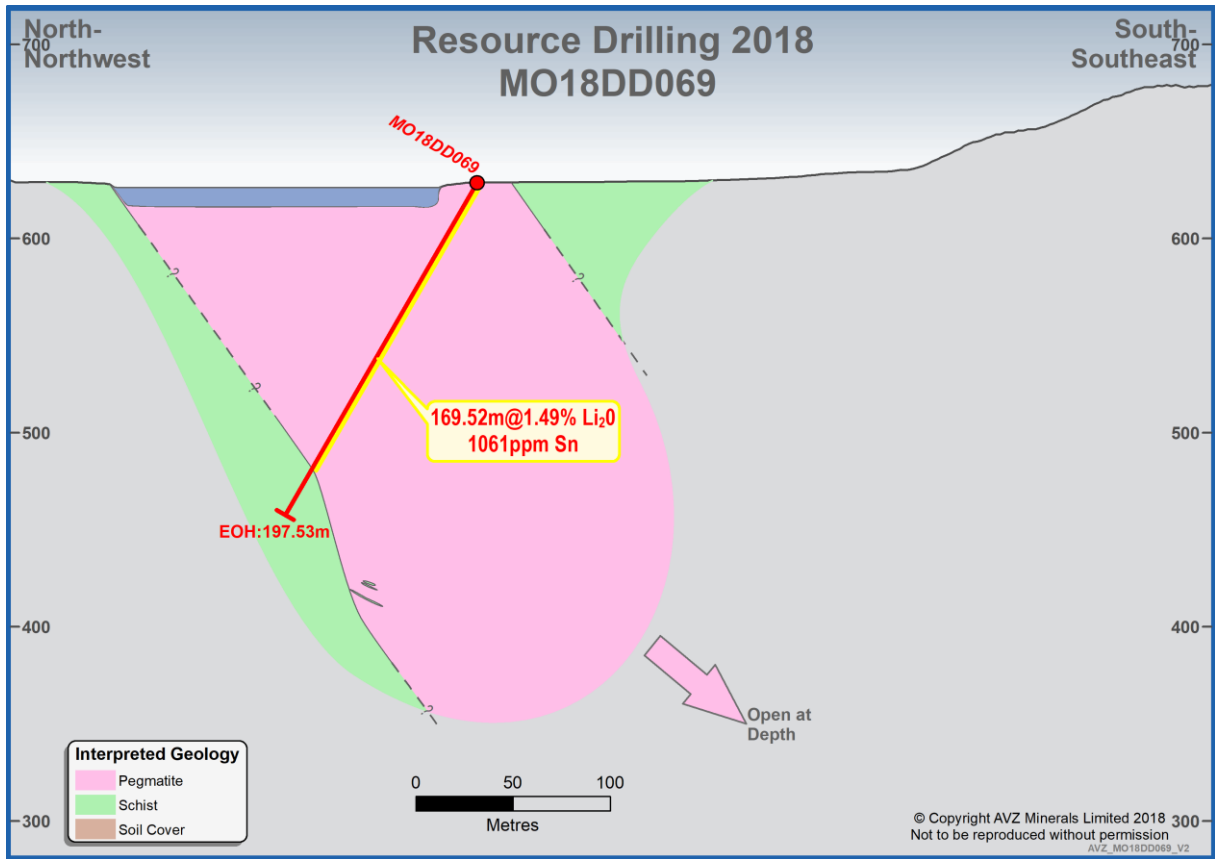 North-
Northwest
Resource Drilling 2018
MO18DD069
South-
Southeast
700
700
MO18DD069
600
600
?
?
?
169.52m@1.49% Li₂0
1061ppm Sn
500
500
EOH:197.53m
400
400
?
Open at
Depth
Interpreted Geology
Pegmatite
Schist
Soil Cover
0 50 100
Metres
300
300
© Copyright AVZ Minerals Limited 2018
Not to be reproduced without permission
AVZ_MO18DD069_V2